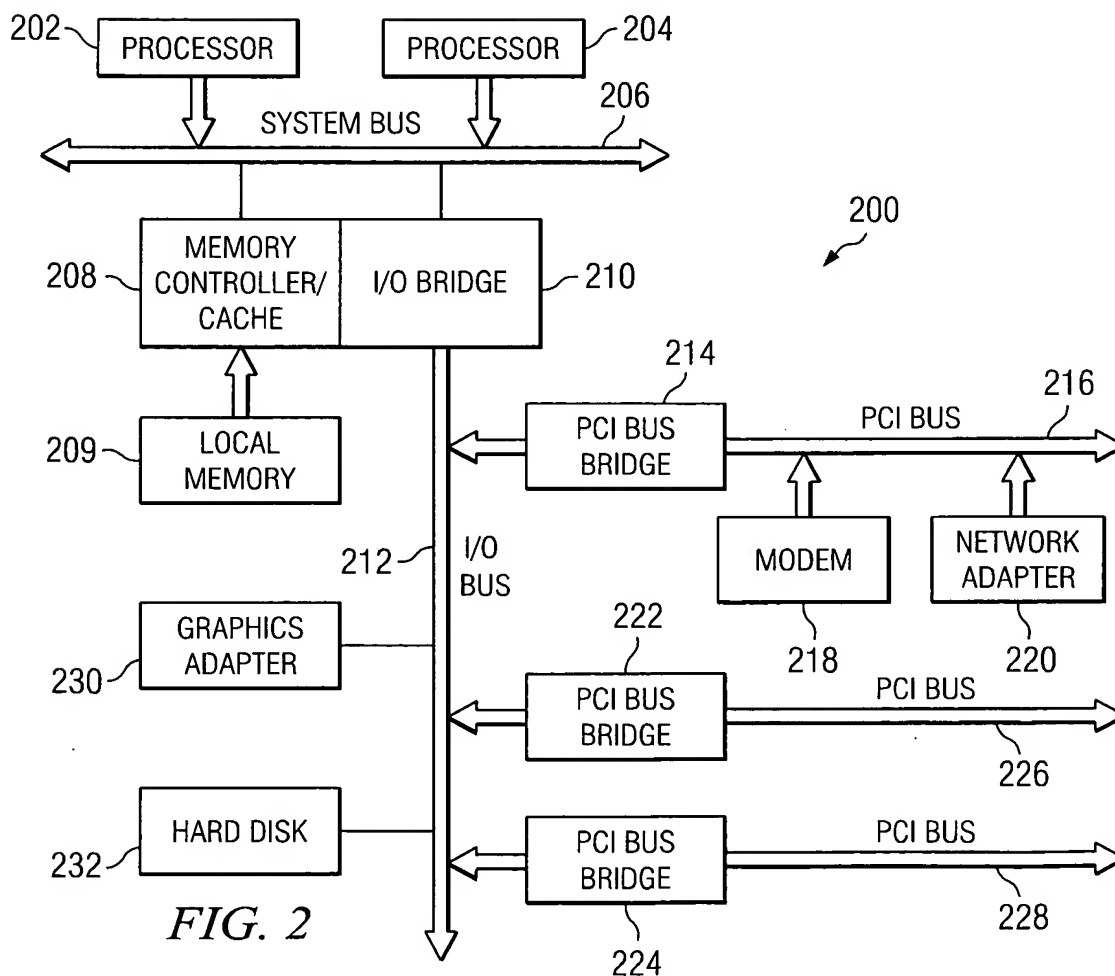 202
PROCESSOR
PROCESSOR
204
SYSTEM BUS
206
200
208
MEMORY
CONTROLLER/
CACHE
I/O BRIDGE
210
214
216
PCI BUS
BRIDGE
PCI BUS
209
LOCAL
MEMORY
212
I/O
BUS
MODEM
NETWORK
ADAPTER
218
220
GRAPHICS
ADAPTER
230
222
PCI BUS
BRIDGE
PCI BUS
226
HARD DISK
232
PCI BUS
BRIDGE
PCI BUS
228
224
FIG. 2